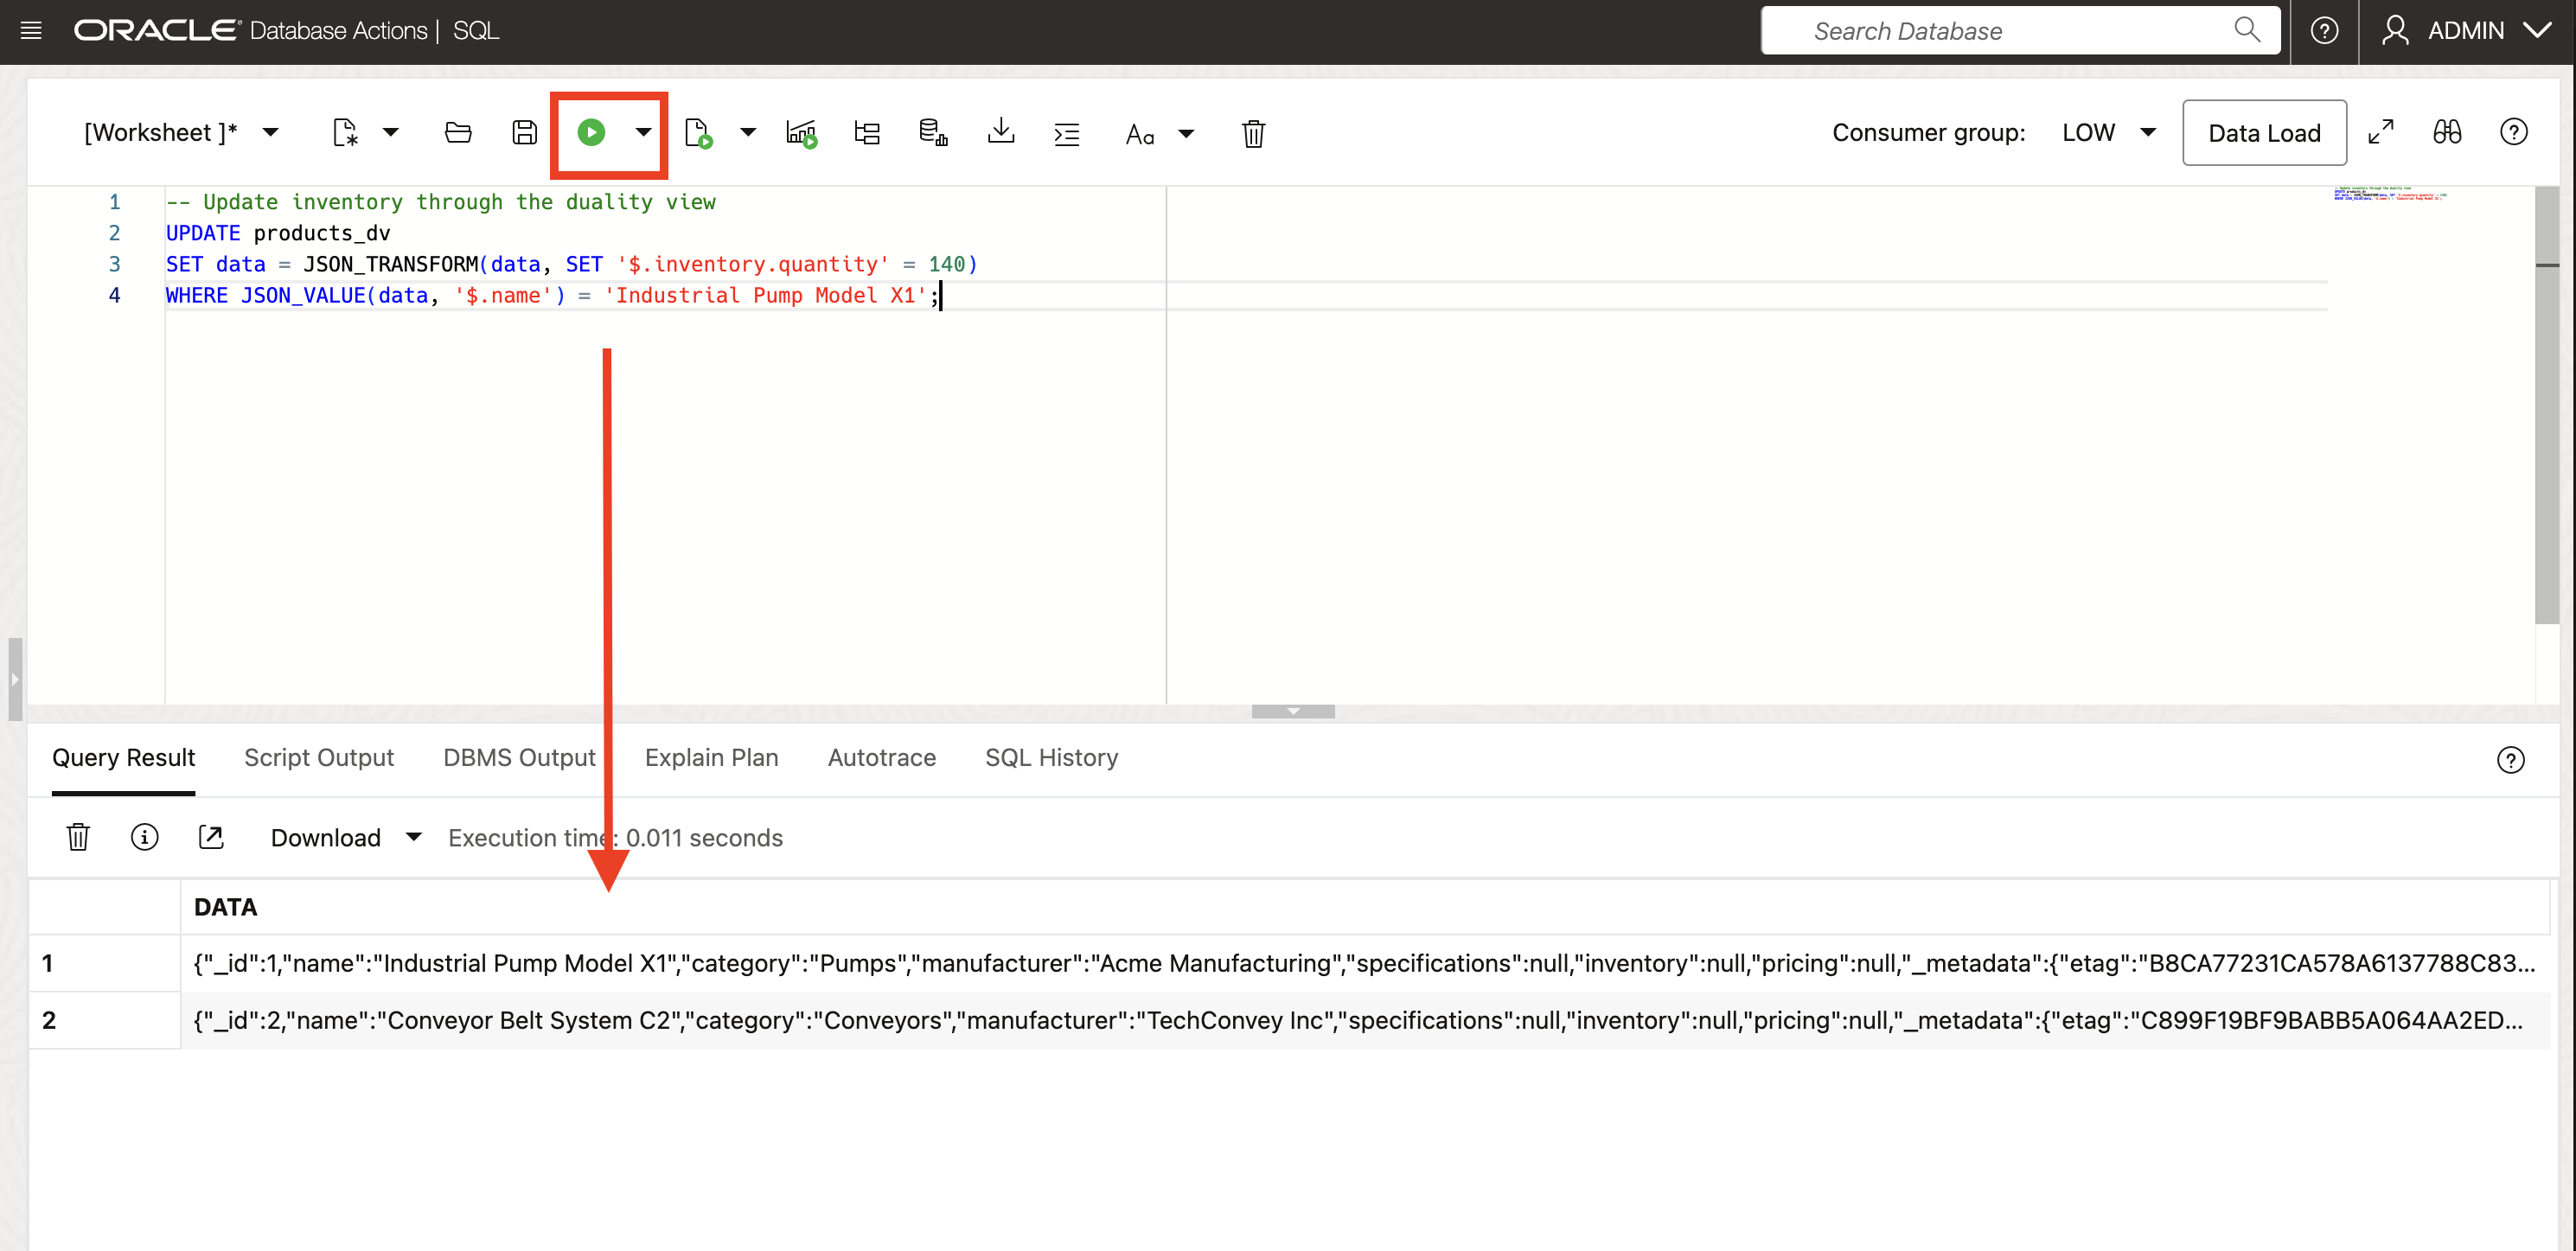 ORACLE Database Actions | SQL
Search Database
ADMIN
[Worksheet ]*
Aa
Consumer group: LOW
Data Load
1 -- Update inventory through the duality view
2 UPDATE products_dv
3 SET data = JSON_TRANSFORM(data, SET '$.inventory.quantity' = 140)
4 WHERE JSON_VALUE(data, '$.name') = 'Industrial Pump Model X1';
Query Result Script Output DBMS Output Explain Plan Autotrace SQL History
Download Execution time: 0.011 seconds
DATA
1 {"_id":1,"name":"Industrial Pump Model X1","category":"Pumps","manufacturer":"Acme Manufacturing","specifications":null,"inventory":null,"pricing":null,"_metadata":{"etag":"B8CA77231CA578A6137788C83...
2 {"_id":2,"name":"Conveyor Belt System C2","category":"Conveyors","manufacturer":"TechConvey Inc","specifications":null,"inventory":null,"pricing":null,"_metadata":{"etag":"C899F19BF9BABB5A064AA2ED...